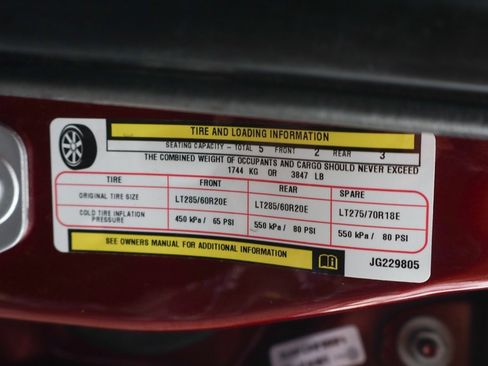 TIRE AND LOADING INFORMATION
SEATING CAPACITY - TOTAL 5 FRONT 2 REAR 3
THE COMBINED WEIGHT OF OCCUPANTS AND CARGO SHOULD NEVER EXCEED
1744 KG OR 3847 LB
TIRE FRONT REAR SPARE
ORIGINAL TIRE SIZE LT285/60R20E LT285/60R20E LT275/70R18E
COLD TIRE INFLATION PRESSURE 450 kPa / 65 PSI 550 kPa / 80 PSI 550 kPa / 80 PSI
SEE OWNERS MANUAL FOR ADDITIONAL INFORMATION
JG229805